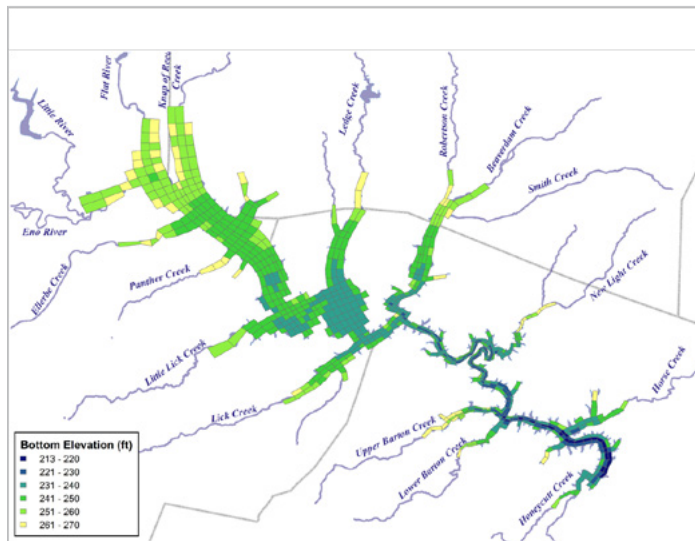 Flat River
Knap of Reeds
Creek
Little River
Ledge Creek
Robertson Creek
Beaverdam Creek
Smith Creek
Eno River
Ellerbe Creek
Panther Creek
New Light Creek
Little Lick Creek
Lick Creek
Horse Creek
Upper Barton Creek
Lower Barton Creek
Honeycutt Creek
Bottom Elevation (ft)
213 - 220
221 - 230
231 - 240
241 - 250
251 - 260
261 - 270